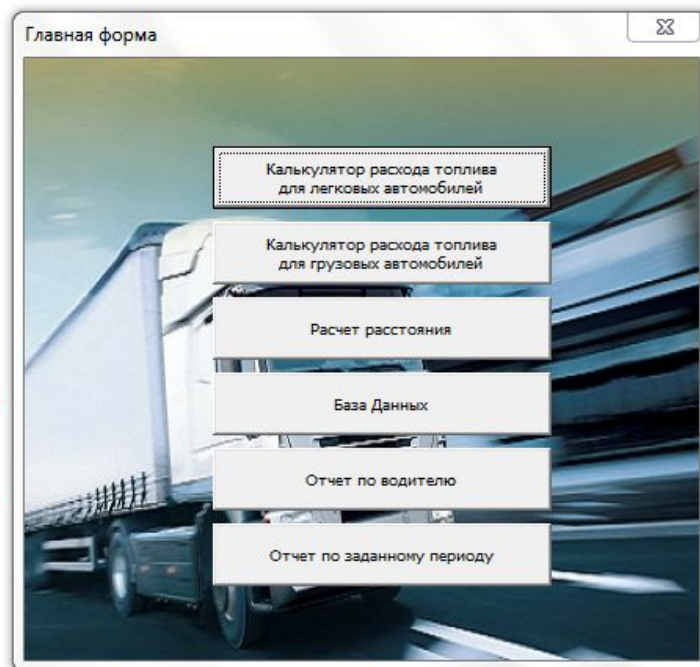 Главная форма
Калькулятор расхода топлива
для легковых автомобилей
Калькулятор расхода топлива
для грузовых автомобилей
Расчет расстояния
База Данных
Отчет по водителю
Отчет по заданному периоду